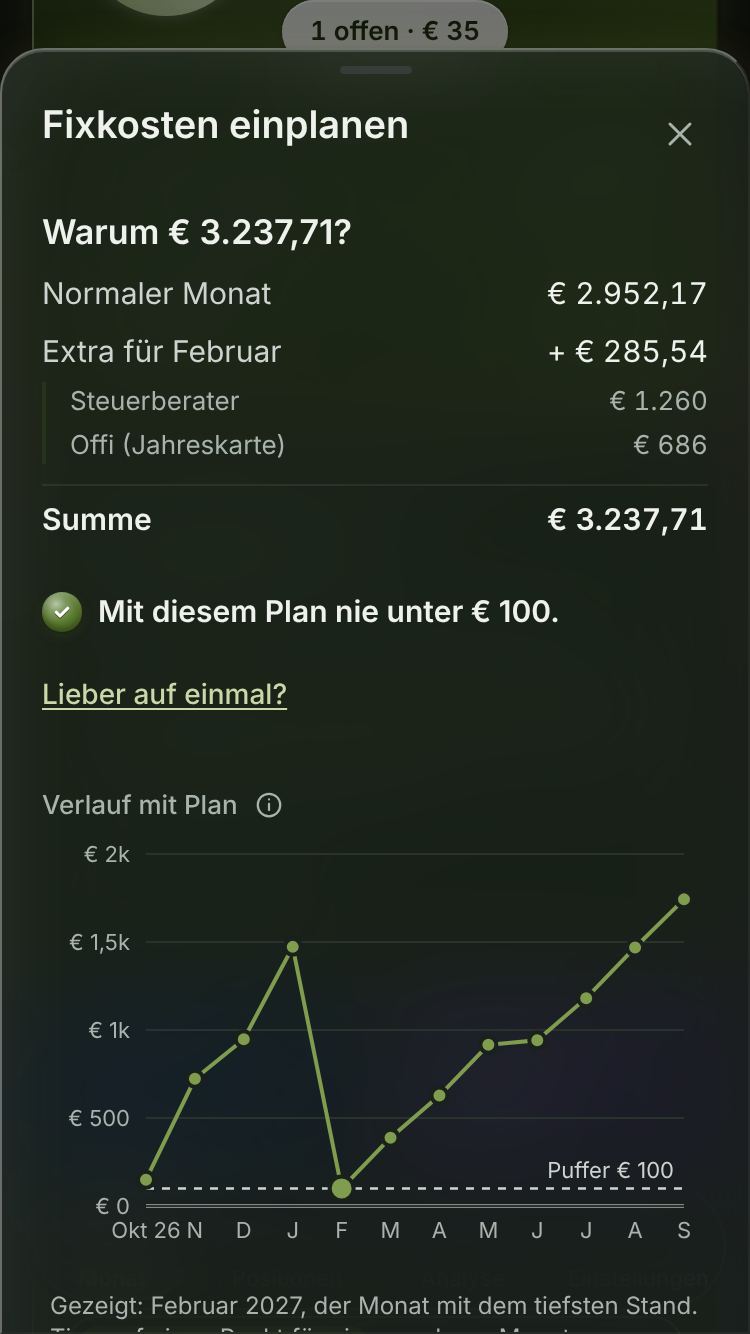 1 offen · € 35
Fixkosten einplanen
Warum € 3.237,71?
Normaler Monat € 2.952,17
Extra für Februar + € 285,54
Steuerberater € 1.260
Offi (Jahreskarte) € 686
Summe € 3.237,71
Mit diesem Plan nie unter € 100.
Lieber auf einmal?
Verlauf mit Plan
€ 2k
€ 1,5k
€ 1k
€ 500
Puffer € 100
€ 0
Okt 26 N D J F M A M J J A S
Gezeigt: Februar 2027, der Monat mit dem tiefsten Stand.